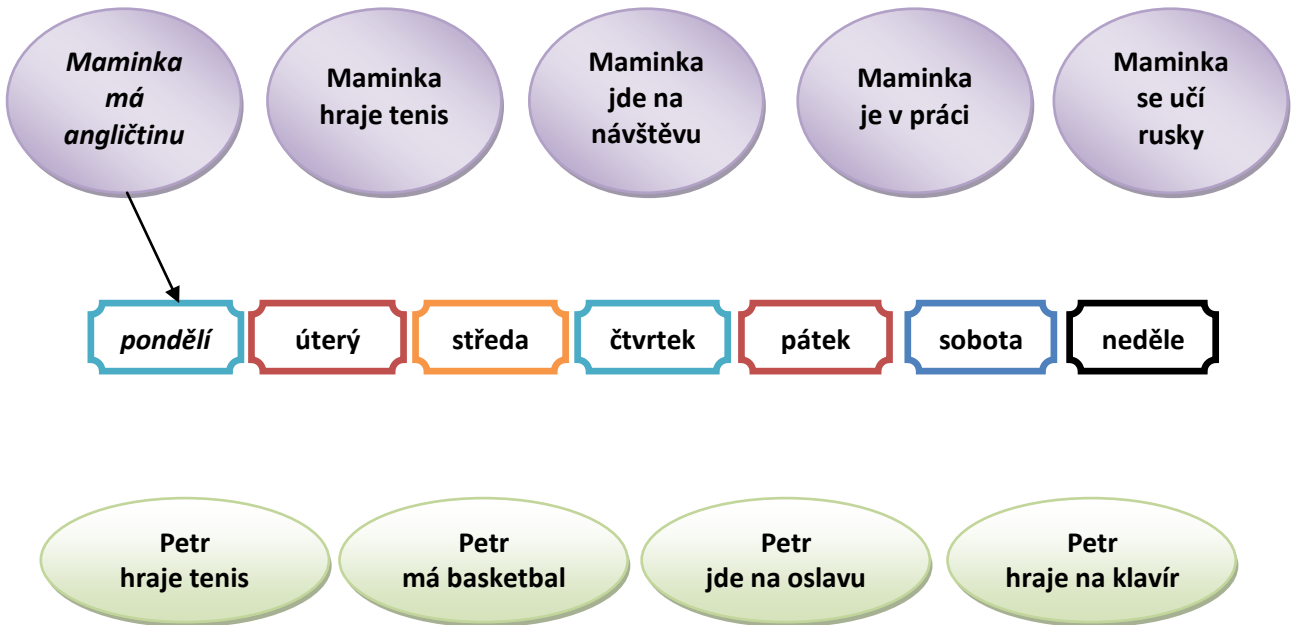 Maminka
má
angličtinu
Maminka
hraje tenis
Maminka
jde na
návštěvu
Maminka
je v práci
Maminka
se učí
rusky
pondělí
úterý
středa
čtvrtek
pátek
sobota
neděle
Petr
hraje tenis
Petr
má basketbal
Petr
jde na oslavu
Petr
hraje na klavír